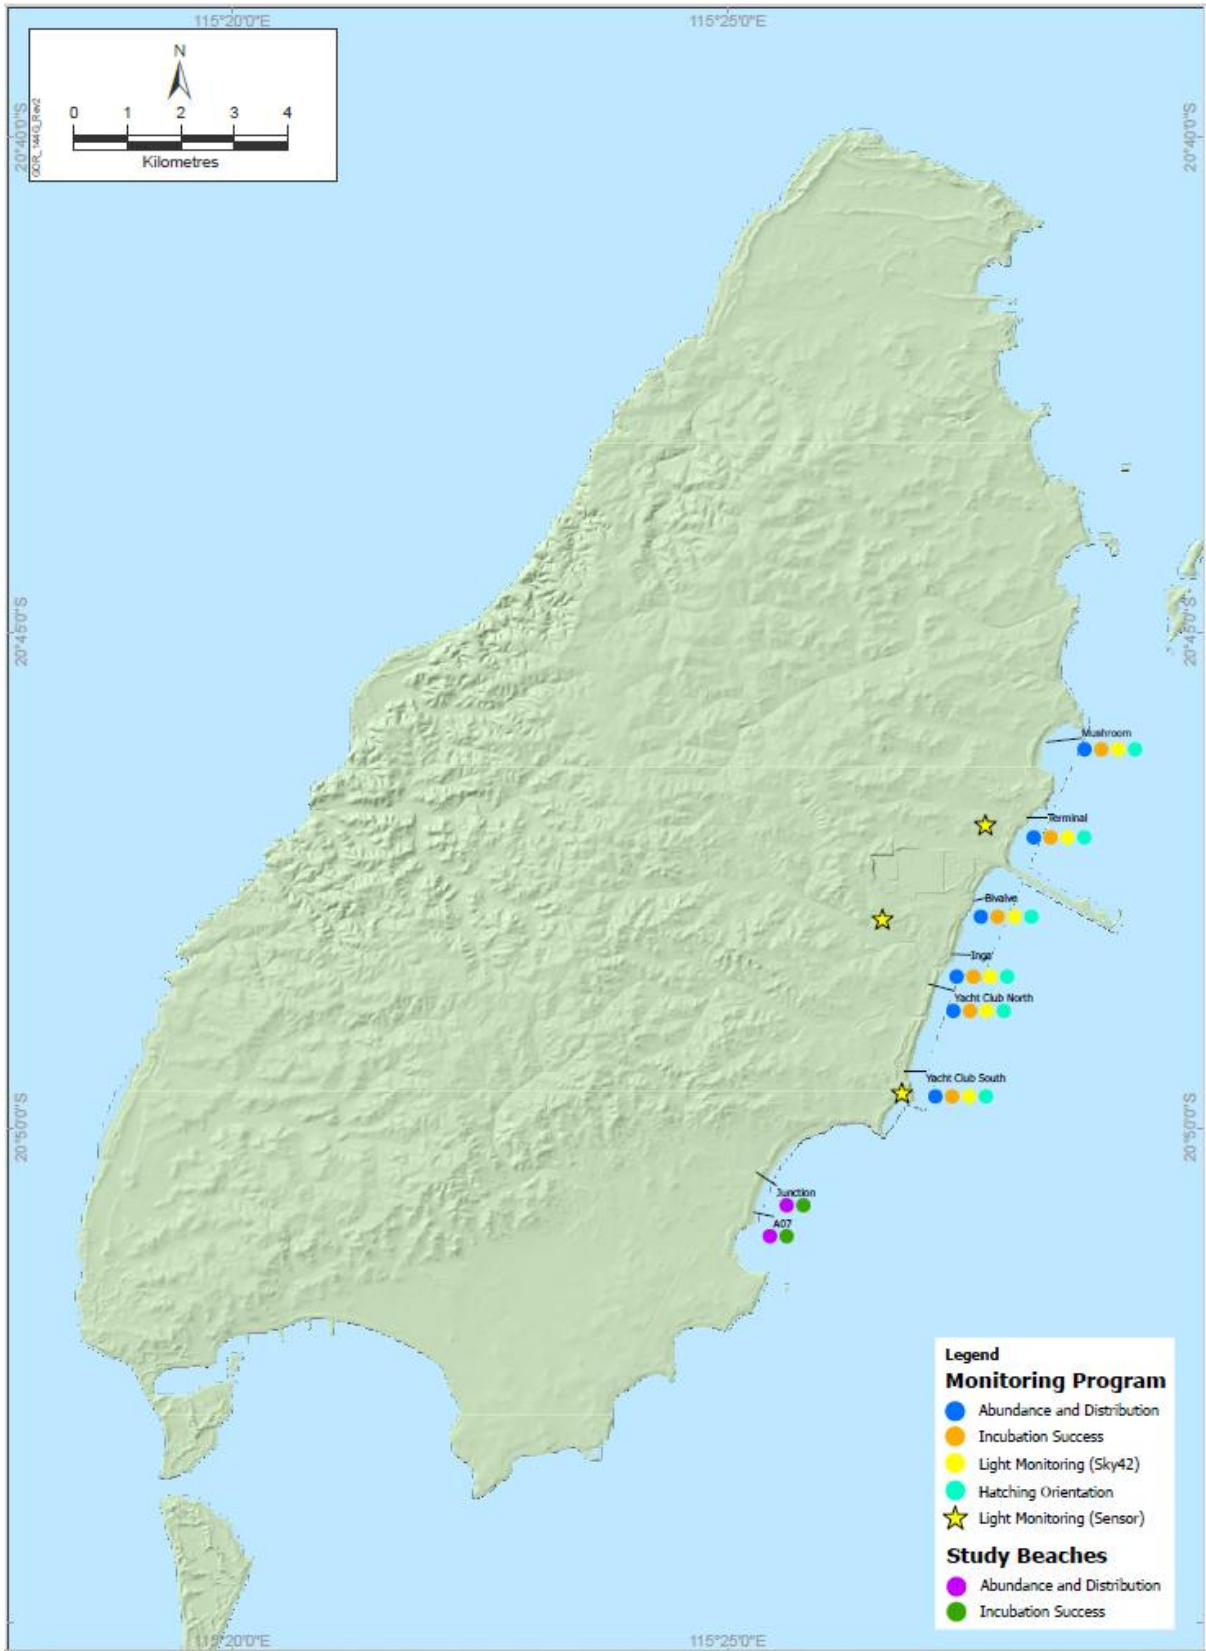 115°20'0"E
115°25'0"E
N
0 1 2 3 4
Kilometres
GOR_144G_Rev2
20°40'0"S
20°40'0"S
20°45'0"S
20°45'0"S
Mushroom
Terminal
Bivalve
Inga
Yacht Club North
Yacht Club South
20°50'0"S
20°50'0"S
Junction
A07
Legend
Monitoring Program
Abundance and Distribution
Incubation Success
Light Monitoring (Sky42)
Hatching Orientation
Light Monitoring (Sensor)
Study Beaches
Abundance and Distribution
Incubation Success
115°20'0"E
115°25'0"E